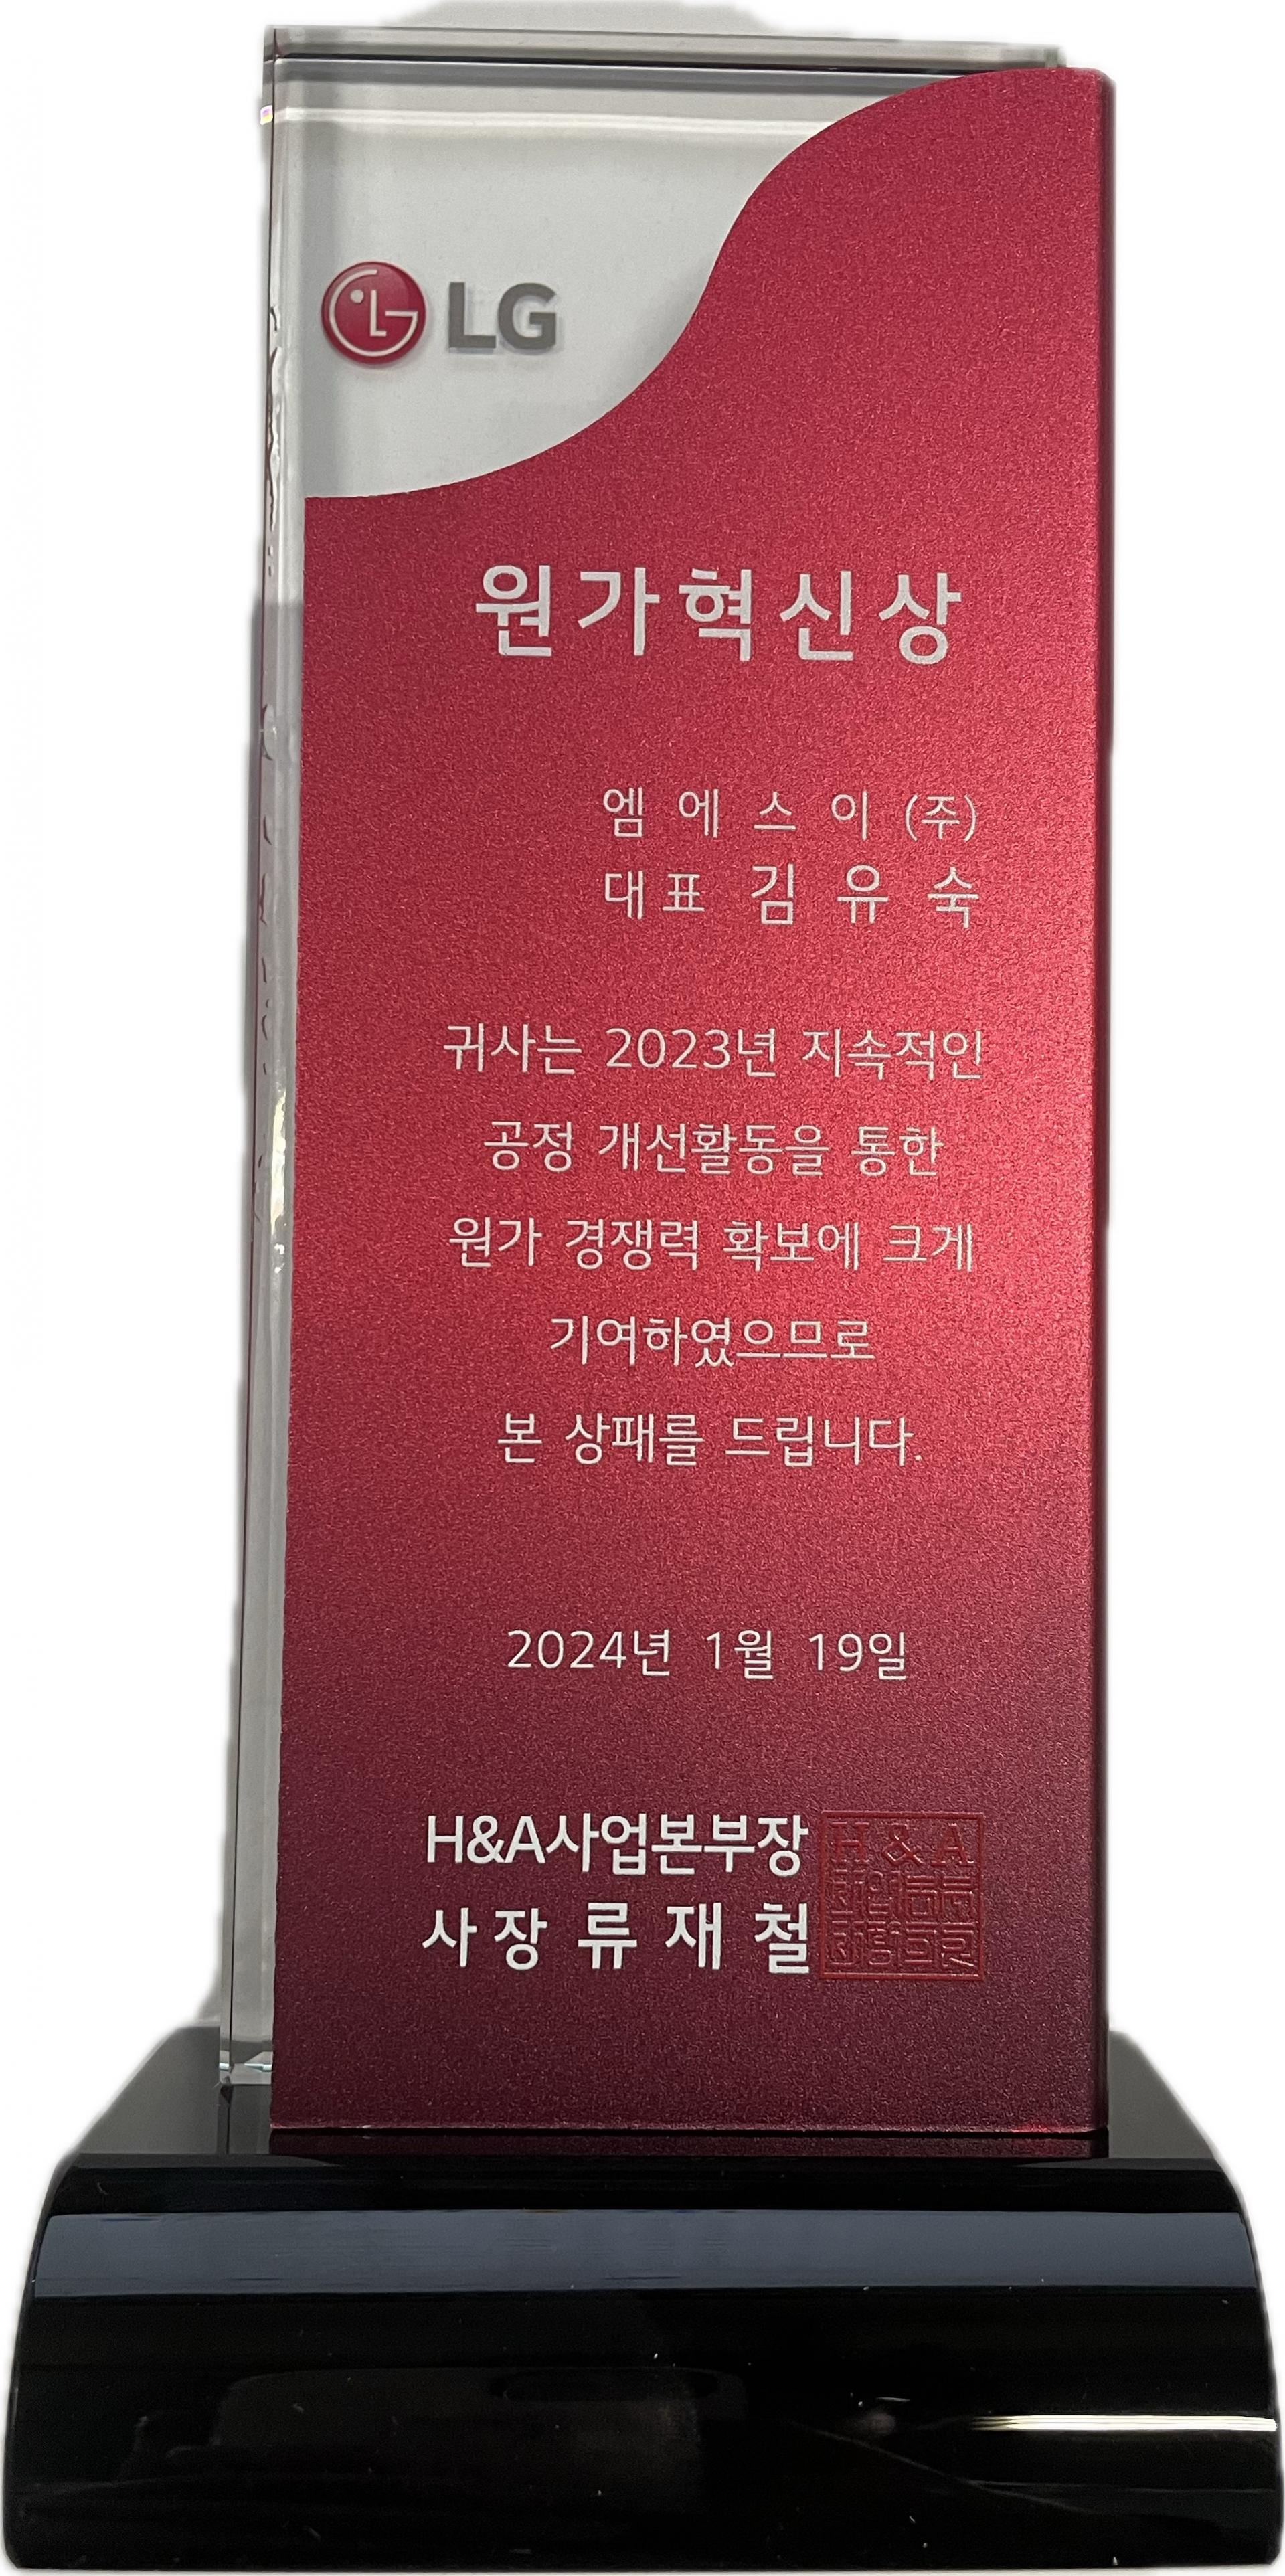 LG
원가혁신상
엠에스이 (주)
대표 김유숙
귀사는 2023년 지속적인
공정 개선활동을 통한
원가 경쟁력 확보에 크게
기여하였으므로
본 상패를 드립니다.
2024년 1월 19일
H&A사업본부장
사장 류재철
H&A